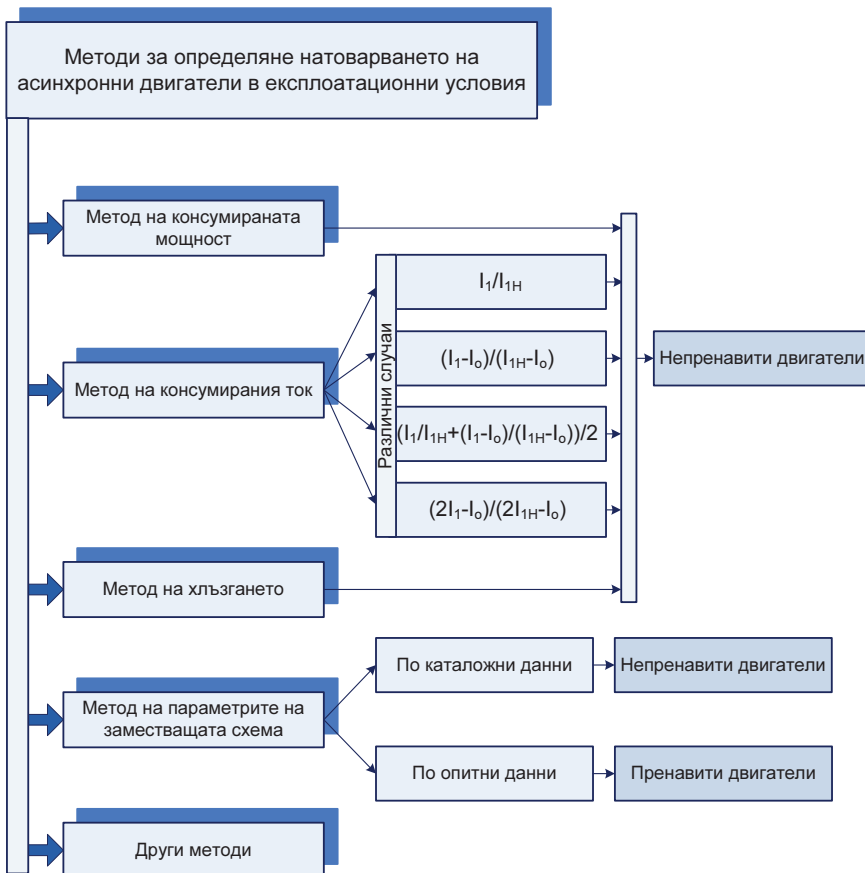 Методи за определяне натоварването на
асинхронни двигатели в експлоатационни условия
Метод на консумираната
мощност
Метод на консумирания ток
Различни случаи
I₁/I₁Н
(I₁-Iₒ)/(I₁Н-Iₒ)
(I₁/I₁Н+(I₁-Iₒ)/(I₁Н-Iₒ))/2
(2I₁-Iₒ)/(2I₁Н-Iₒ)
Непренавити двигатели
Метод на хлъзгането
Метод на параметрите на
заместващата схема
По каталожни данни
Непренавити двигатели
По опитни данни
Пренавити двигатели
Други методи